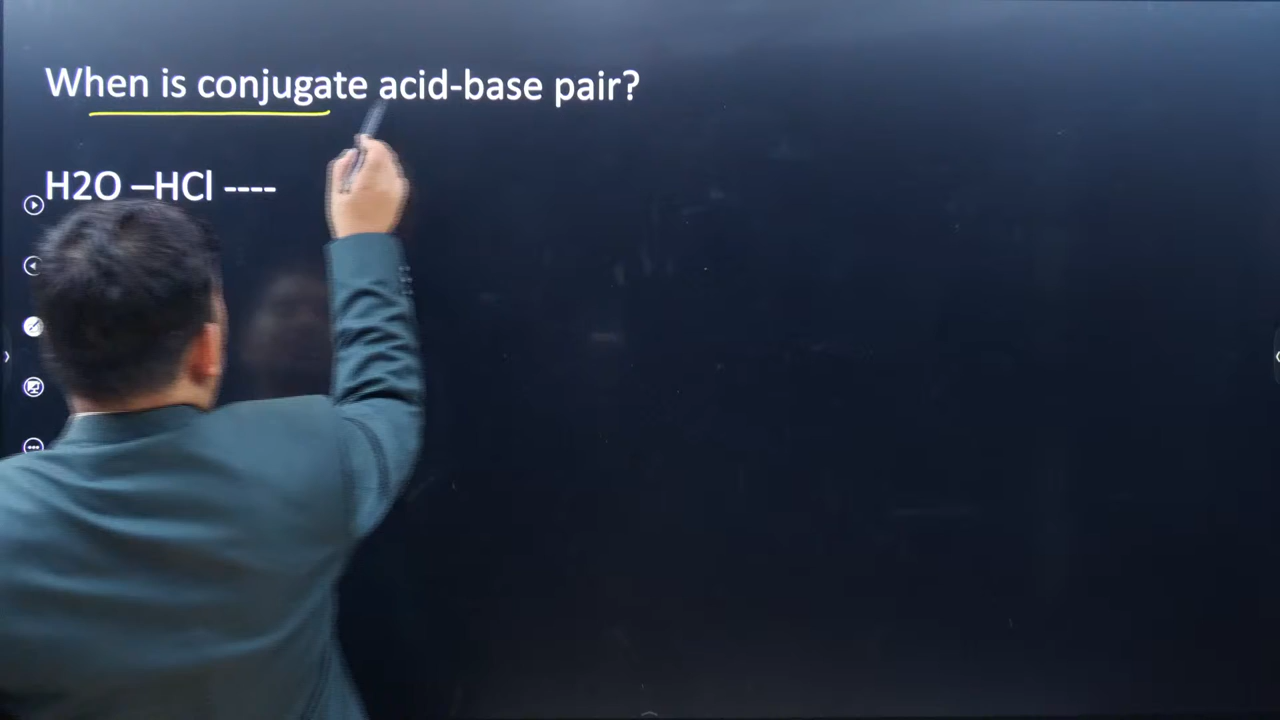 When is conjugate acid-base pair?
H2O –HCl ----